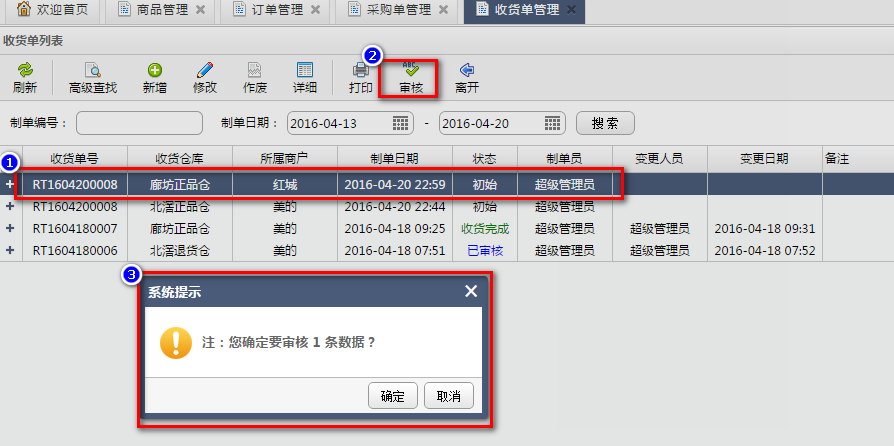 欢迎首页 商品管理 订单管理 采购单管理 收货单管理
收货单列表
2
刷新 高级查找 新增 修改 作废 详细 打印 ABC 审核 离开
制单编号： 制单日期： 2016-04-13 - 2016-04-20 搜索
1
收货单号 收货仓库 所属商户 制单日期 状态 制单员 变更人员 变更日期 备注
RT1604200008 廊坊正品仓 红城 2016-04-20 22:59 初始 超级管理员
RT1604200008 北滘正品仓 美的 2016-04-20 22:44 初始 超级管理员
RT1604180007 廊坊正品仓 美的 2016-04-18 09:25 收货完成 超级管理员 超级管理员 2016-04-18 09:31
RT1604180006 北滘退货仓 美的 2016-04-18 07:51 已审核 超级管理员 超级管理员 2016-04-18 07:52
3
系统提示
注：您确定要审核 1 条数据？
确定 取消